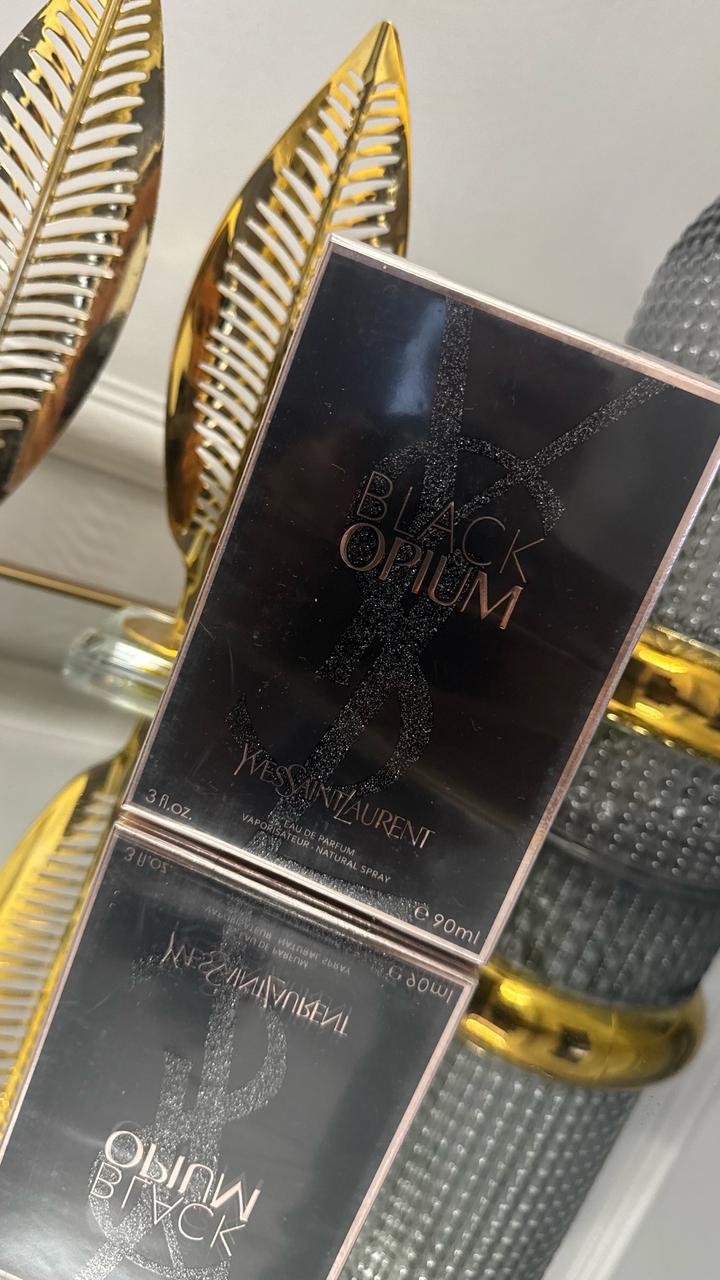 BLACK
OPIUM
YVESSAINTLAURENT
EAU DE PARFUM
VAPORISATEUR · NATURAL SPRAY
3 fl.oz.
℮ 90ml